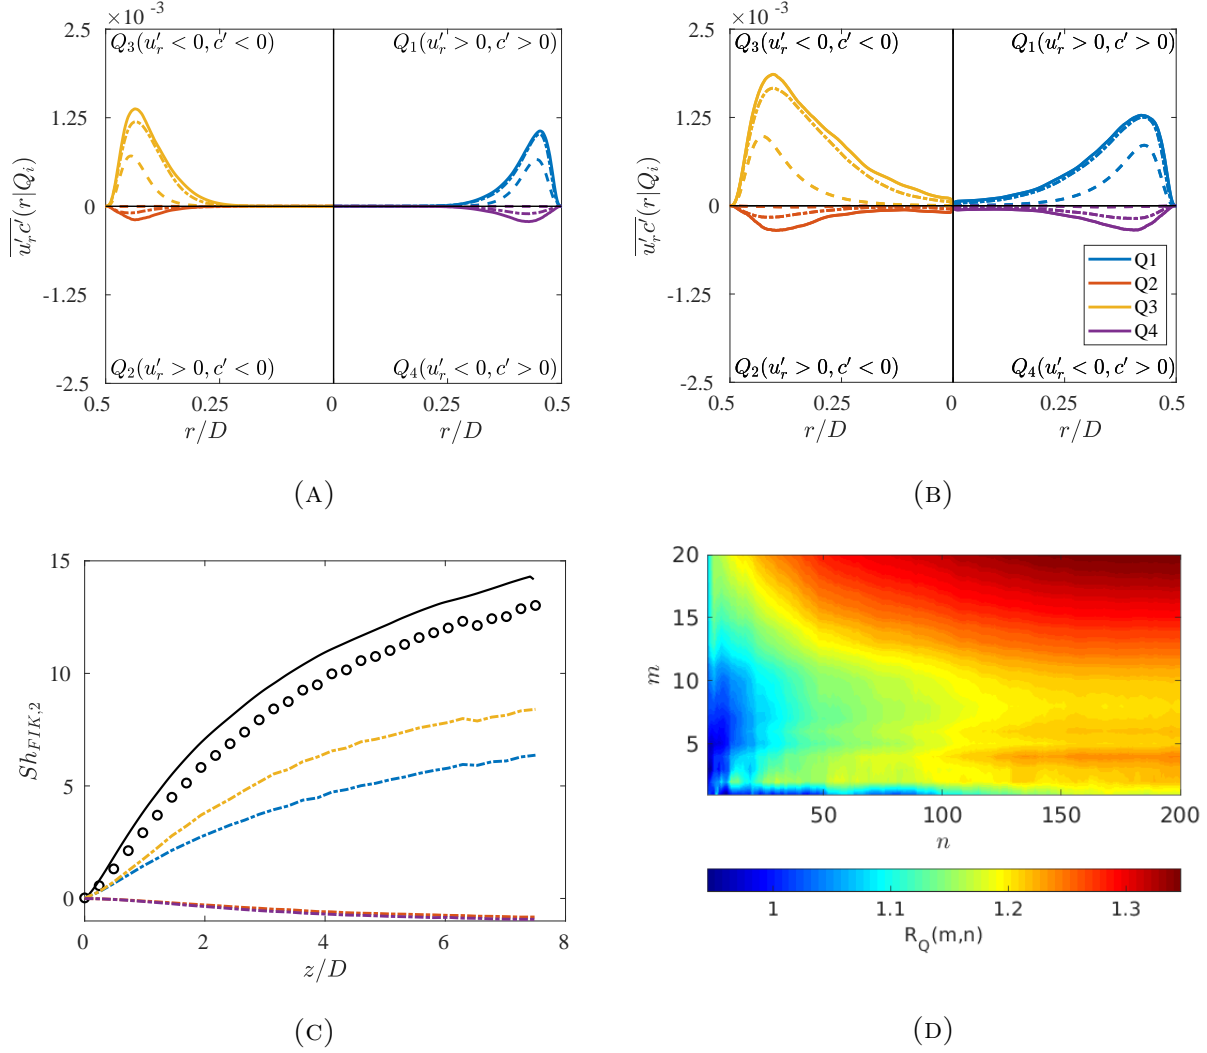 ×10⁻³
2.5
1.25
0
-1.25
-2.5
Q₃(u′ᵣ < 0, c′ < 0)
Q₁(u′ᵣ > 0, c′ > 0)
Q₂(u′ᵣ > 0, c′ < 0)
Q₄(u′ᵣ < 0, c′ > 0)
u′ᵣc′(r|Qᵢ)
0.5 0.25 0 0.25 0.5
r/D r/D
(A)
×10⁻³
2.5
1.25
0
-1.25
-2.5
Q₃(u′ᵣ < 0, c′ < 0)
Q₁(u′ᵣ > 0, c′ > 0)
Q₂(u′ᵣ > 0, c′ < 0)
Q₄(u′ᵣ < 0, c′ > 0)
u′ᵣc′(r|Qᵢ)
Q1
Q2
Q3
Q4
0.5 0.25 0 0.25 0.5
r/D r/D
(B)
15
10
5
0
Sh_{FIK,2}
0 2 4 6 8
z/D
(C)
20
15
10
5
m
50 100 150 200
n
1 1.1 1.2 1.3
R_Q(m,n)
(D)